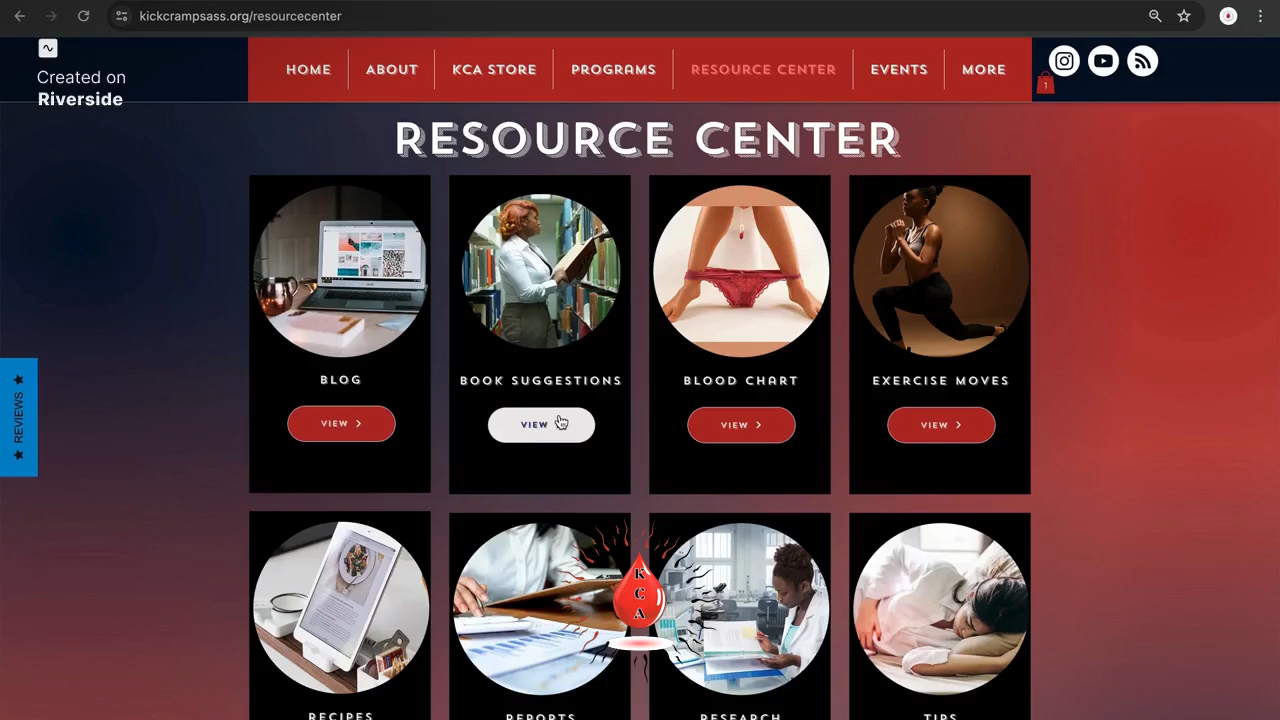 kickcrampsass.org/resourcecenter
Created on
Riverside
HOME
ABOUT
KCA STORE
PROGRAMS
RESOURCE CENTER
EVENTS
MORE
1
RESOURCE CENTER
BLOG
BOOK SUGGESTIONS
BLOOD CHART
EXERCISE MOVES
VIEW >
VIEW
VIEW >
VIEW >
★ REVIEWS ★
K
C
A
RECIPES
REPORTS
RESEARCH
TIPS